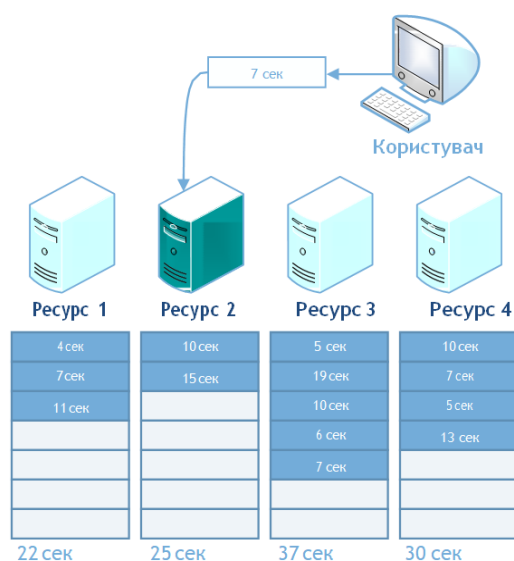 7 сек
Користувач
Ресурс 1 Ресурс 2 Ресурс 3 Ресурс 4
4 сек 10 сек 5 сек 10 сек
7 сек 15 сек 19 сек 7 сек
11 сек 10 сек 5 сек
6 сек 13 сек
7 сек
22 сек 25 сек 37 сек 30 сек